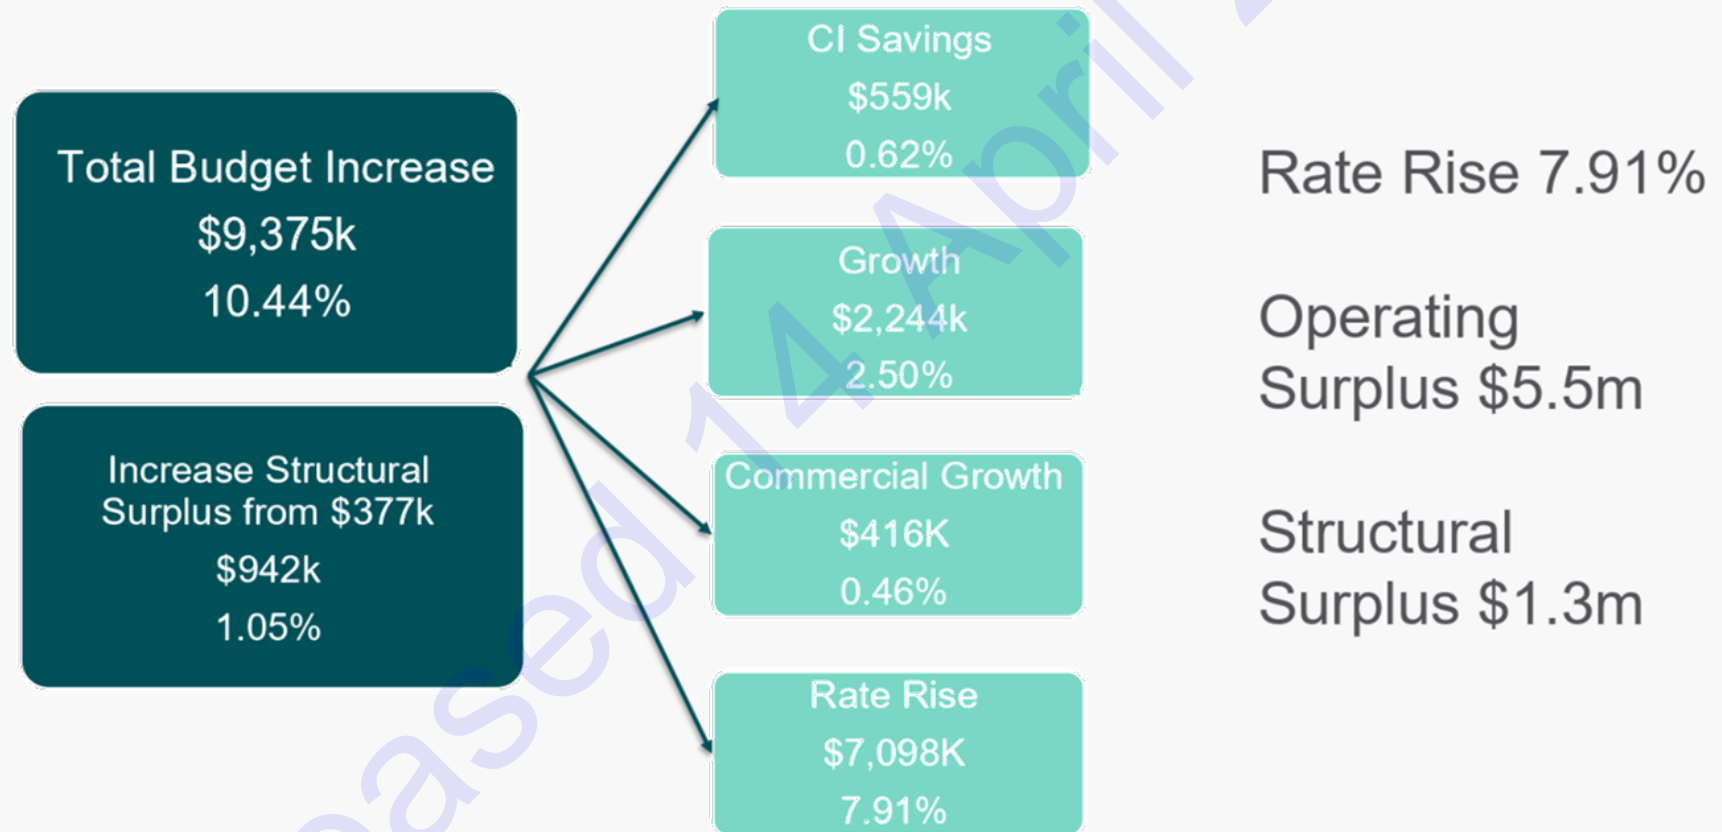 Total Budget Increase
$9,375k
10.44%
Increase Structural
Surplus from $377k
$942k
1.05%
CI Savings
$559k
0.62%
Growth
$2,244k
2.50%
Commercial Growth
$416K
0.46%
Rate Rise
$7,098K
7.91%
Rate Rise 7.91%
Operating
Surplus $5.5m
Structural
Surplus $1.3m
14 April